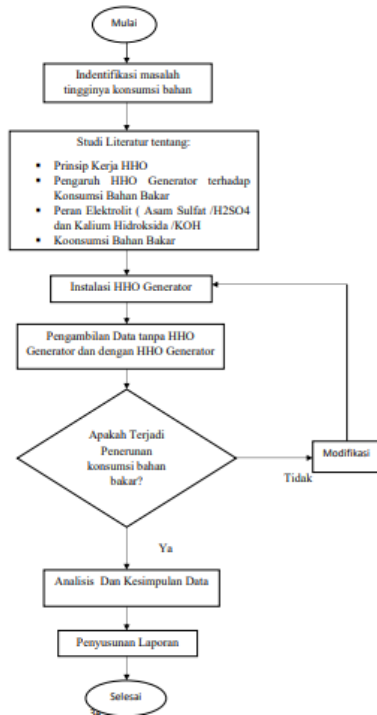 Mulai
Indentifikasi masalah
tingginya konsumsi bahan
Studi Literatur tentang:
▪ Prinsip Kerja HHO
▪ Pengaruh HHO Generator terhadap
Konsumsi Bahan Bakar
▪ Peran Elektrolit ( Asam Sulfat /H2SO4
dan Kalium Hidroksida /KOH
▪ Koonsumsi Bahan Bakar
Instalasi HHO Generator
Pengambilan Data tanpa HHO
Generator dan dengan HHO Generator
Apakah Terjadi
Penerunan
konsumsi bahan
bakar?
Modifikasi
Tidak
Ya
Analisis Dan Kesimpulan Data
Penyusunan Laporan
Selesai